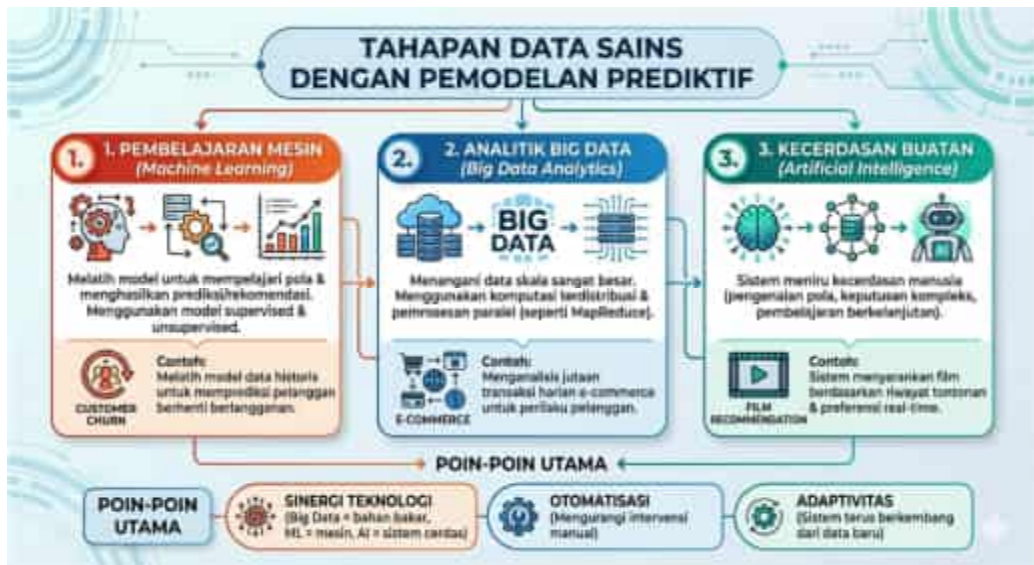 TAHAPAN DATA SAINS
DENGAN PEMODELAN PREDIKTIF
1.
1. PEMBELAJARAN MESIN
(Machine Learning)
Melatih model untuk mempelajari pola &
menghasilkan prediksi/rekomendasi.
Menggunakan model supervised &
unsupervised.
CUSTOMER
CHURN
Contoh:
Melatih model data historis
untuk memprediksi pelanggan
berhenti berlangganan.
2.
2. ANALITIK BIG DATA
(Big Data Analytics)
BIG
DATA
Menangani data skala sangat besar.
Menggunakan komputasi terdistribusi &
pemrosesan paralel (seperti MapReduce).
E-COMMERCE
Contoh:
Menganalisis jutaan
transaksi harian e-commerce
untuk perilaku pelanggan.
3.
3. KECERDASAN BUATAN
(Artificial Intelligence)
Sistem meniru kecerdasan manusia
(pengenalan pola, keputusan kompleks,
pembelajaran berkelanjutan).
FILM
RECOMMENDATION
Contoh:
Sistem menyarankan film
berdasarkan riwayat tontonan
& preferensi real-time.
POIN-POIN UTAMA
POIN-POIN
UTAMA
SINERGI TEKNOLOGI
(Big Data = bahan bakar,
ML = mesin, AI = sistem cerdas)
OTOMATISASI
(Mengurangi intervensi
manual)
ADAPTIVITAS
(Sistem terus berkembang
dari data baru)